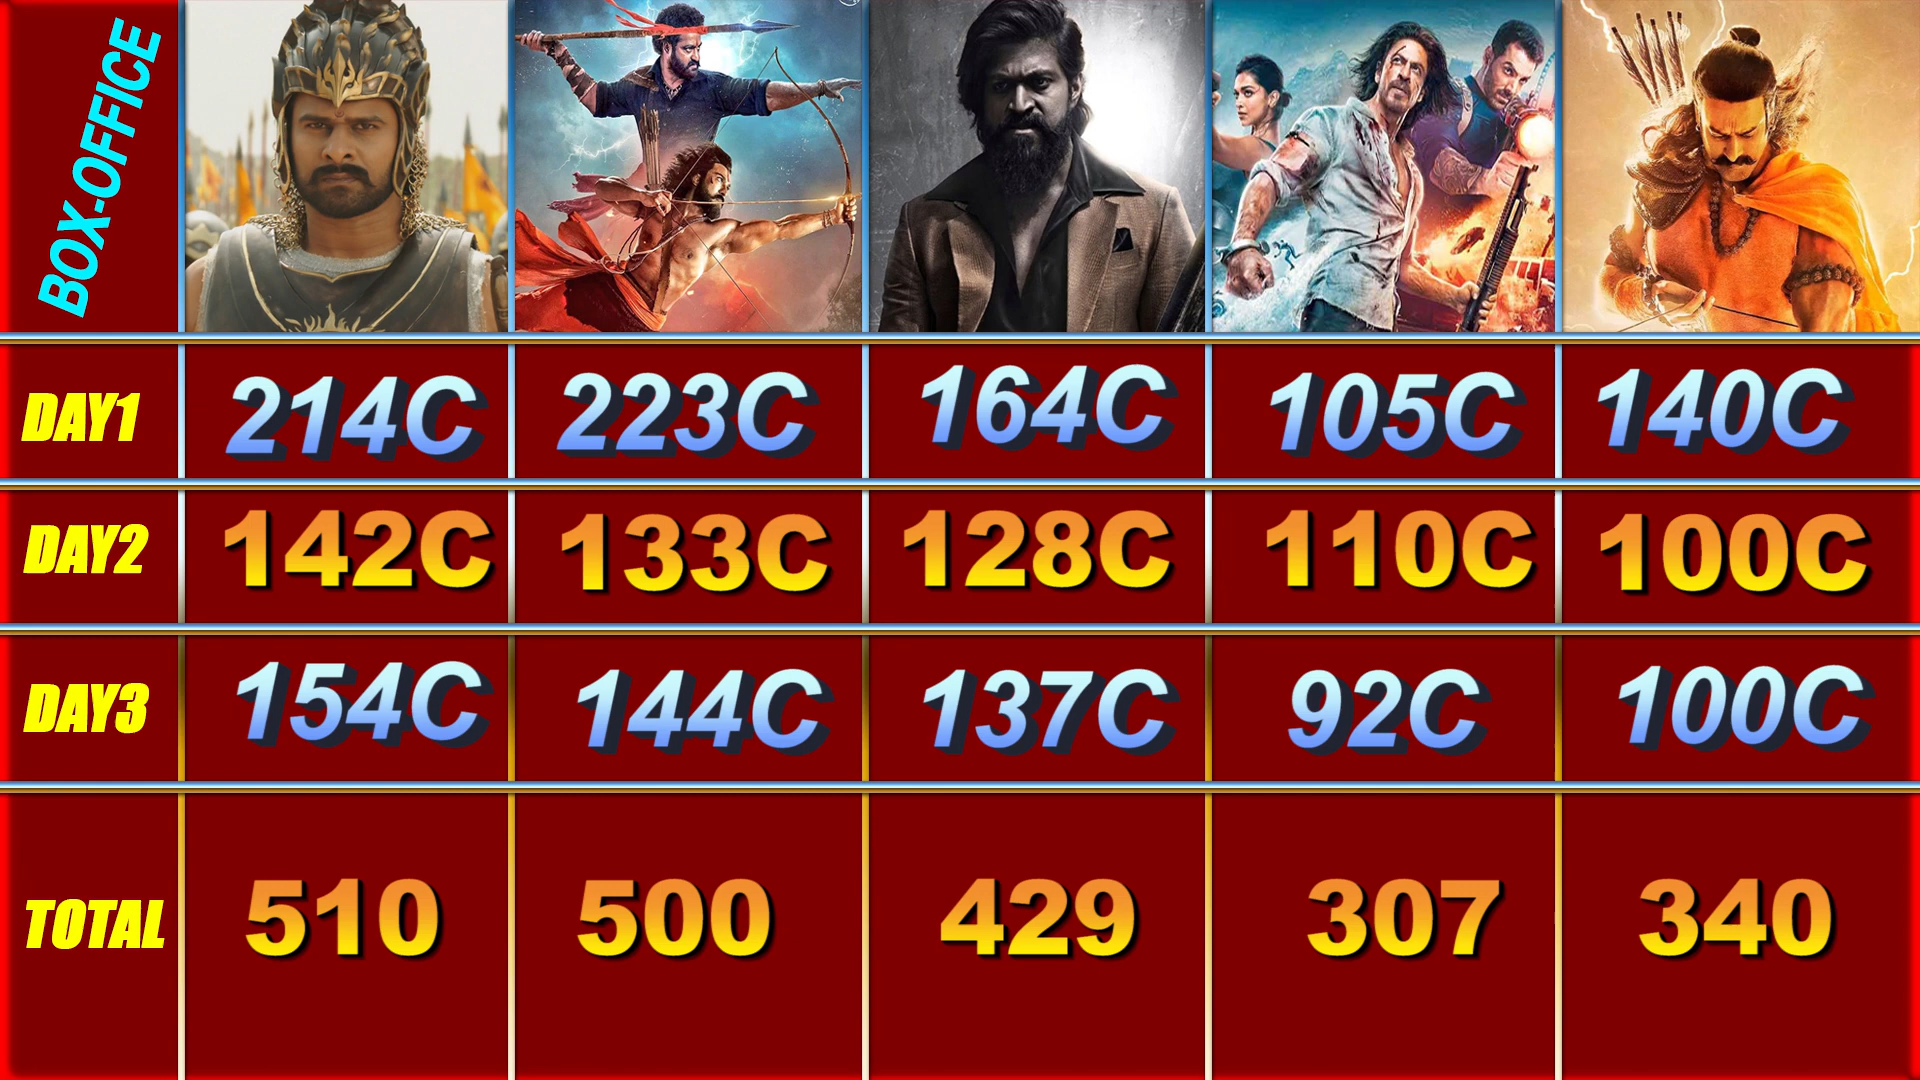 BOX-OFFICE
DAY1 214C 223C 164C 105C 140C
DAY2 142C 133C 128C 110C 100C
DAY3 154C 144C 137C 92C 100C
TOTAL 510 500 429 307 340